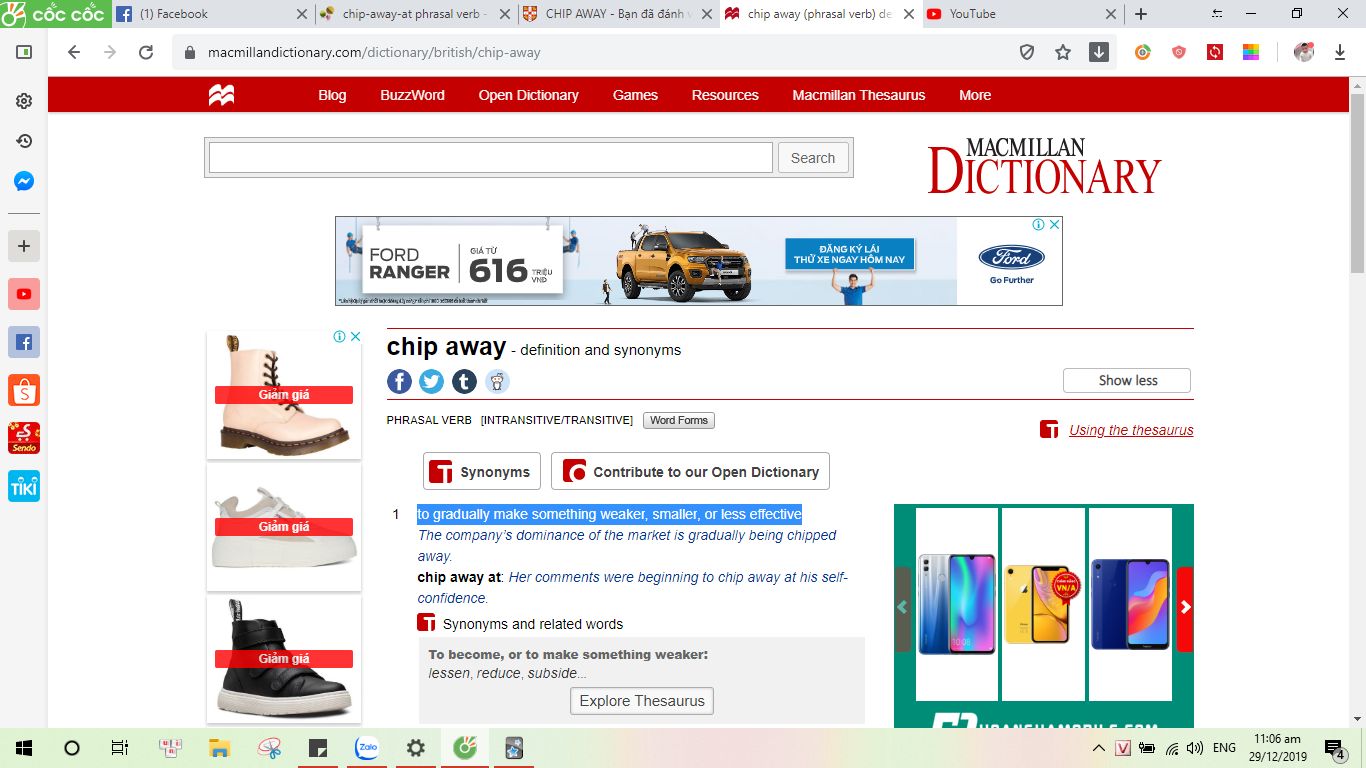 CỐC CỐC
(1) Facebook
chip-away-at phrasal verb -
CHIP AWAY - Bạn đã đánh v
chip away (phrasal verb) de
YouTube
macmillandictionary.com/dictionary/british/chip-away
Blog
BuzzWord
Open Dictionary
Games
Resources
Macmillan Thesaurus
More
Search
MACMILLAN
DICTIONARY
FORD
RANGER
GIÁ TỪ
616 TRIỆU
VND
ĐĂNG KÝ LÁI
THỬ XE NGAY HÔM NAY
Ford
Go Further
chip away - definition and synonyms
Show less
PHRASAL VERB [INTRANSITIVE/TRANSITIVE] Word Forms
Using the thesaurus
Synonyms
Contribute to our Open Dictionary
1 to gradually make something weaker, smaller, or less effective
The company's dominance of the market is gradually being chipped
away.
chip away at: Her comments were beginning to chip away at his self-
confidence.
Synonyms and related words
To become, or to make something weaker:
lessen, reduce, subside...
Explore Thesaurus
Giảm giá
Giảm giá
Giảm giá
VN/A
HOANGHAMOBILE.COM
Sendo
TIKI
Zalo
ENG
11:06 am
29/12/2019
4